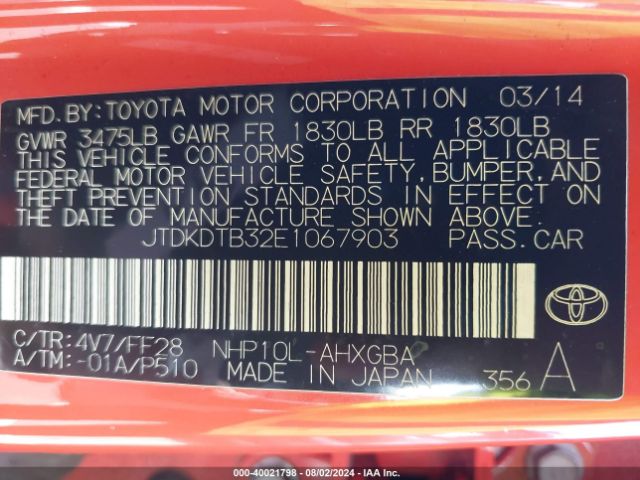 MFD.BY:TOYOTA MOTOR CORPORATION 03/14
GVWR 3475LB GAWR FR 1830LB RR 1830LB
THIS VEHICLE CONFORMS TO ALL APPLICABLE
FEDERAL MOTOR VEHICLE SAFETY,BUMPER,AND
THEFT PREVENTION STANDARDS IN EFFECT ON
THE DATE OF MANUFACTURE SHOWN ABOVE.
JTDKDTB32E1067903 PASS.CAR
C/TR:4V7/FF28 NHP10L-AHXGBA
A/TM:-01A/P510 MADE IN JAPAN 356 A
000-40021798 - 08/02/2024 - IAA Inc.